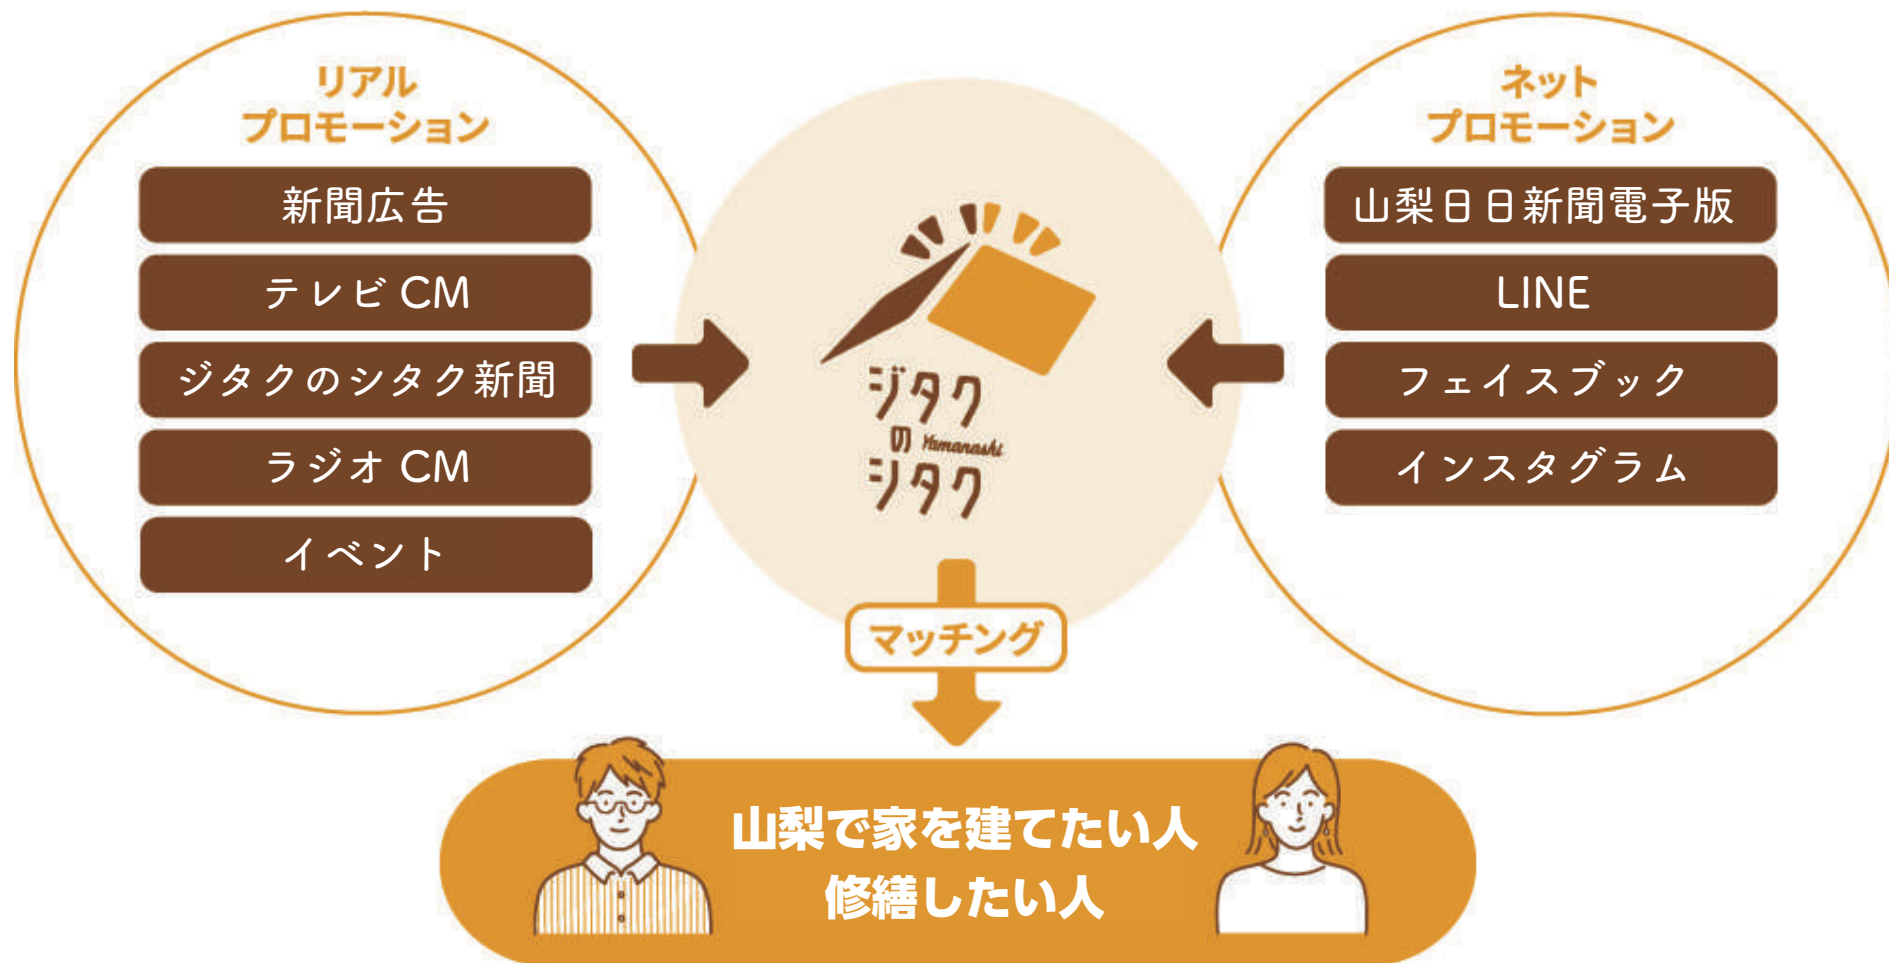 リアル
プロモーション
新聞広告
テレビ CM
ジタクのシタク新聞
ラジオ CM
イベント
ジタク
の Yamanashi
シタク
マッチング
ネット
プロモーション
山梨日日新聞電子版
LINE
フェイスブック
インスタグラム
山梨で家を建てたい人
修繕したい人